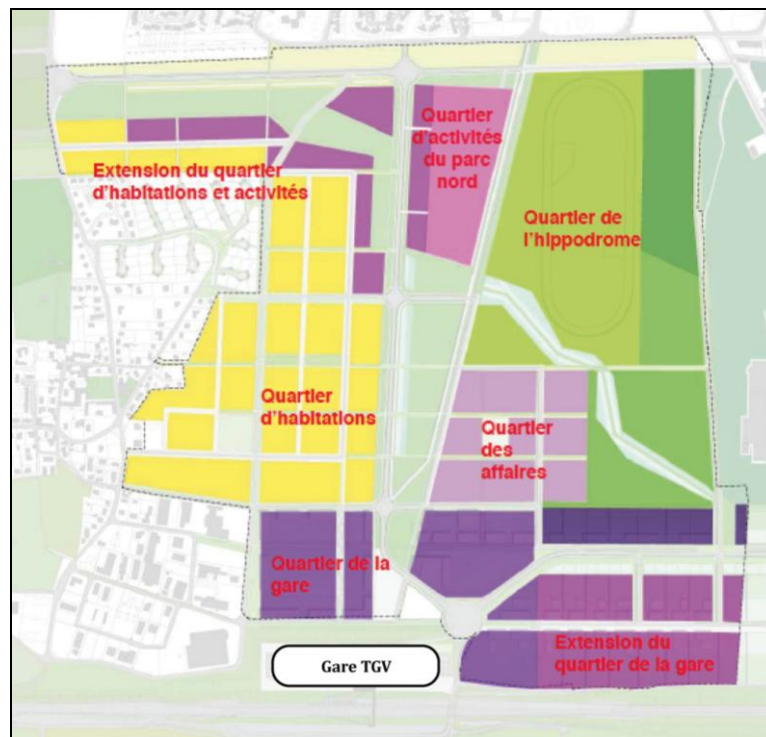 Quartier
d'activités
du parc
nord
Extension du quartier
d'habitations et activités
Quartier de
l'hippodrome
Quartier
d'habitations
Quartier
des
affaires
Quartier de la
gare
Extension du
quartier de la gare
Gare TGV